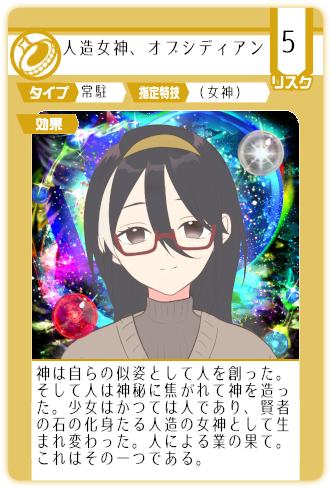 人造女神、オブシディアン
5
リスク
タイプ 常駐 指定特技 （女神）
効果
神は自らの似姿として人を創った。
そして人は神秘に焦がれて神を造っ
た。少女はかつては人であり、賢者
の石の化身たる人造の女神として生
まれ変わった。人による業の果て。
これはその一つである。